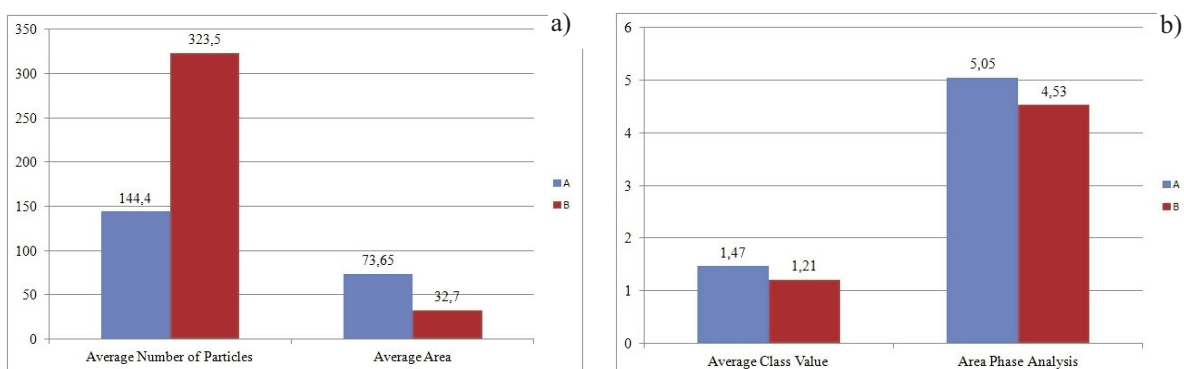 a)
350
323,5
300
250
200
150
144,4
100
73,65
50
32,7
0
Average Number of Particles
Average Area
A
B
b)
6
5,05
5
4,53
4
3
2
1,47
1,21
1
0
Average Class Value
Area Phase Analysis
A
B